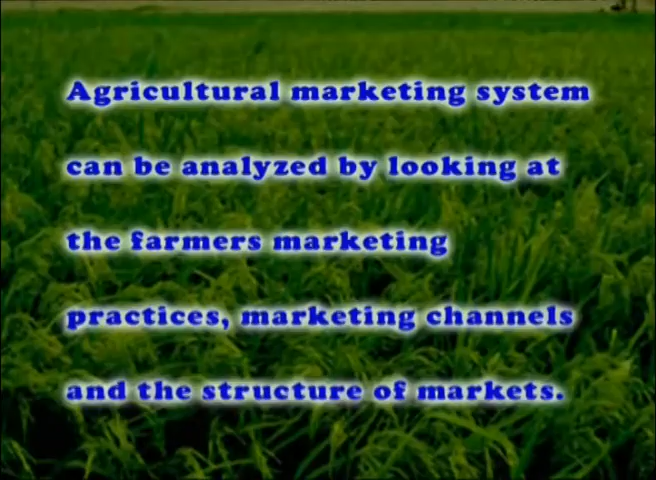 Agricultural marketing system
can be analyzed by looking at
the farmers marketing
practices, marketing channels
and the structure of markets.